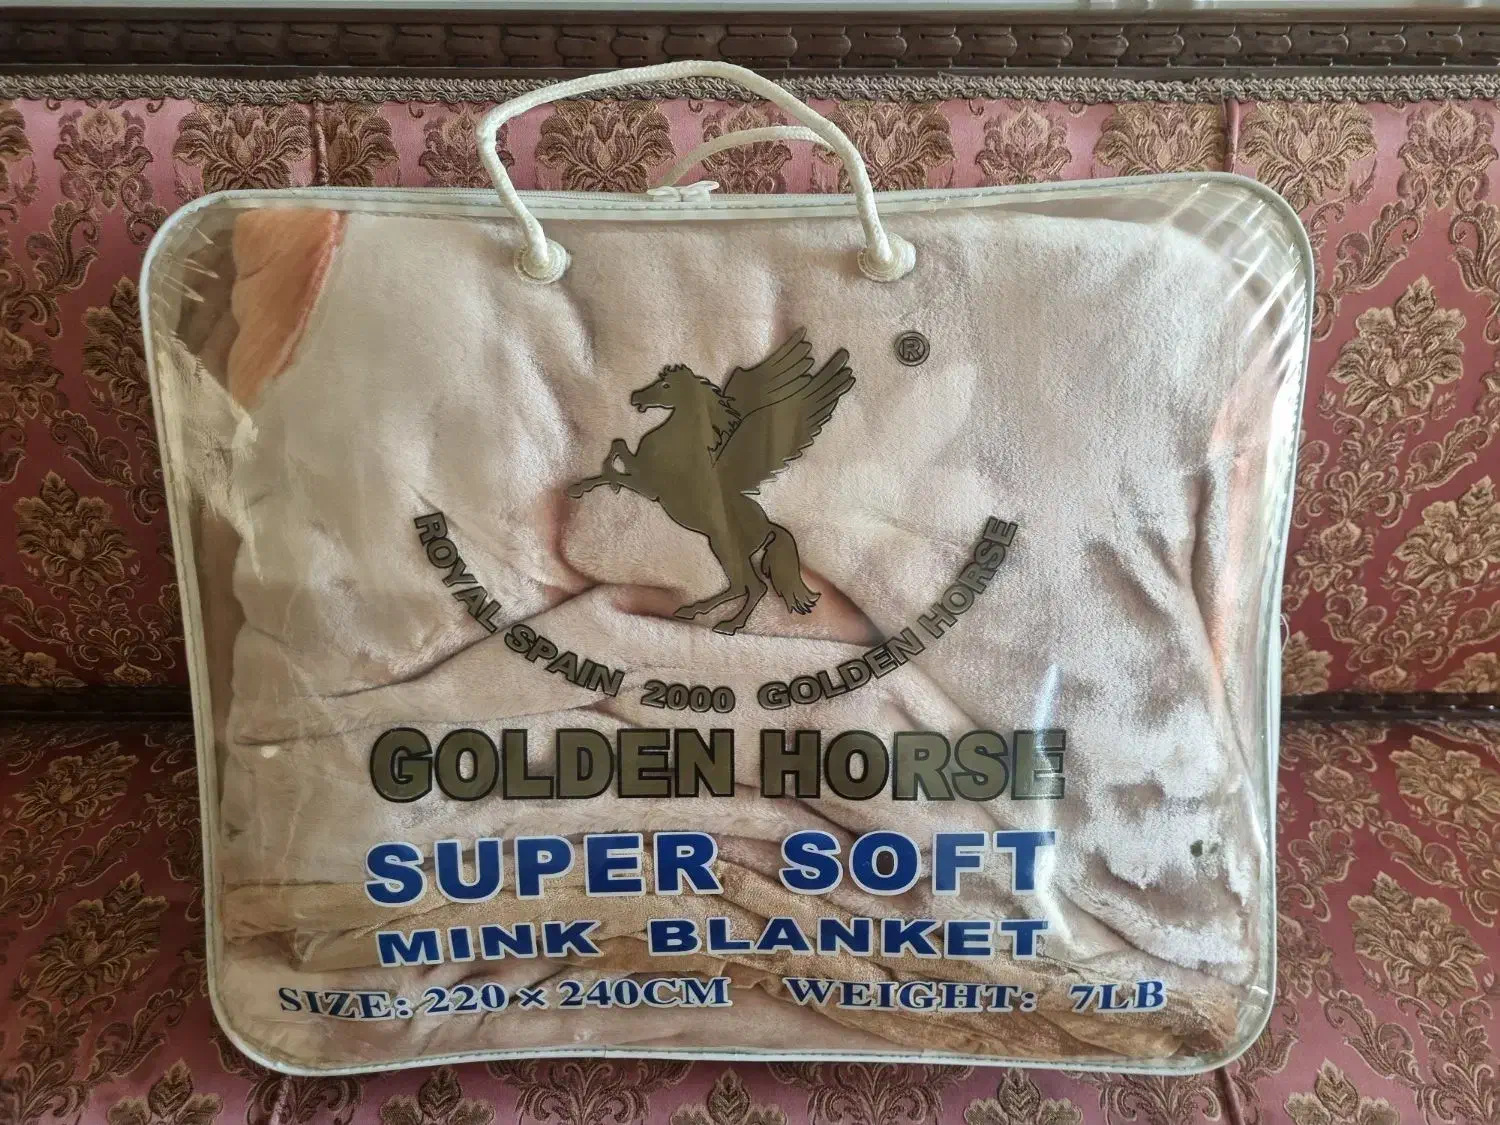 ®
ROYAL SPAIN 2000 GOLDEN HORSE
GOLDEN HORSE
SUPER SOFT
MINK BLANKET
SIZE: 220 × 240CM WEIGHT: 7LB